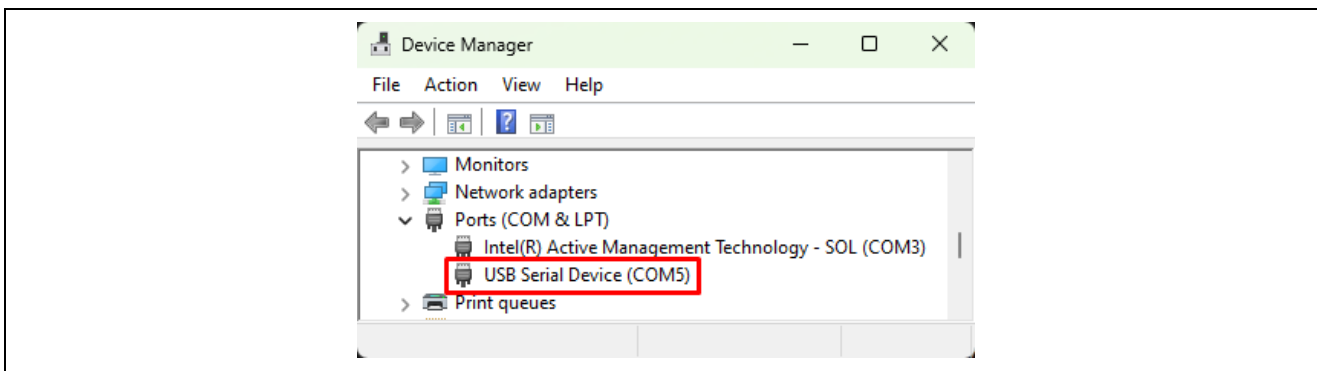 Device Manager
File Action View Help
Monitors
Network adapters
Ports (COM & LPT)
Intel(R) Active Management Technology - SOL (COM3)
USB Serial Device (COM5)
Print queues